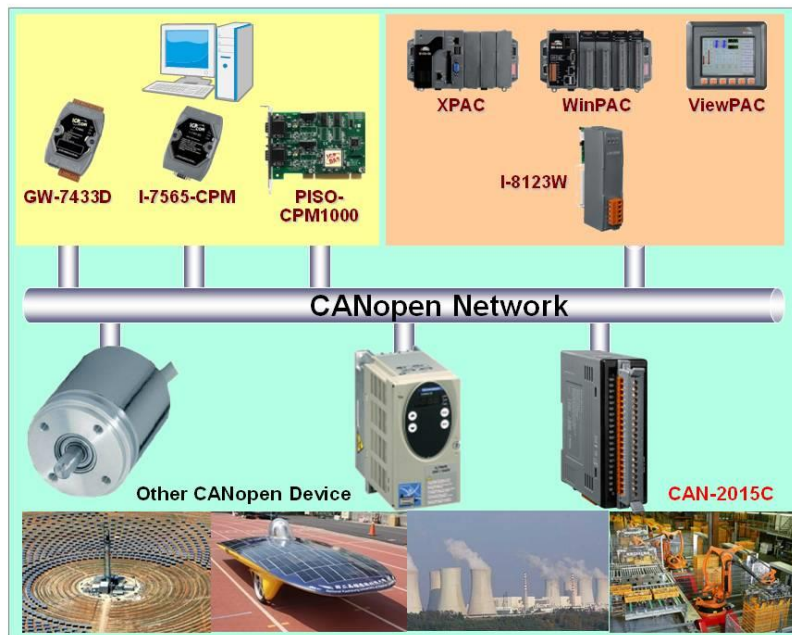 XPAC
WinPAC
ViewPAC
GW-7433D
I-7565-CPM
PISO-
CPM1000
I-8123W
CANopen Network
Other CANopen Device
CAN-2015C